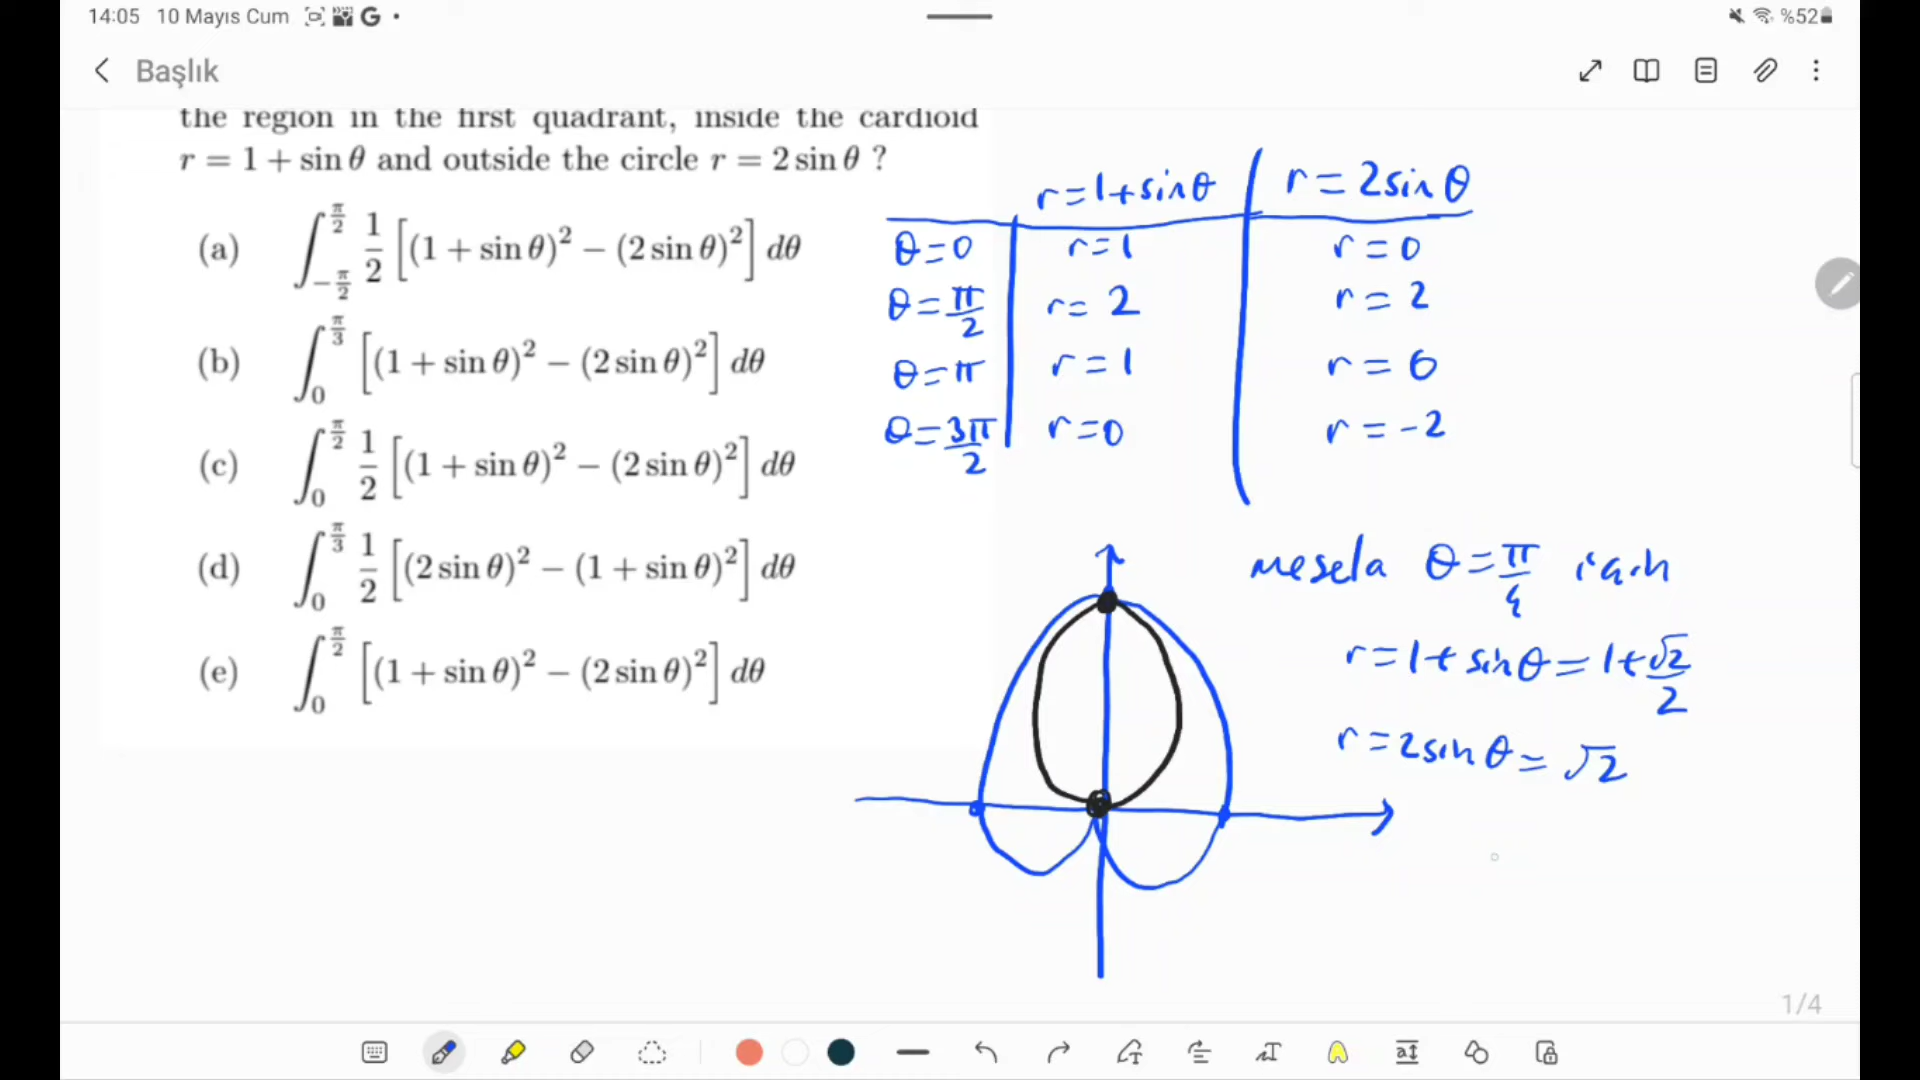 14:05 10 Mayıs Cum G • %52
Başlık
the region in the first quadrant, inside the cardioid
r = 1 + sin θ and outside the circle r = 2 sin θ ?
(a) ∫_{-π/2}^{π/2} 1/2 [(1 + sin θ)² − (2 sin θ)²] dθ
(b) ∫_0^{π/3} [(1 + sin θ)² − (2 sin θ)²] dθ
(c) ∫_0^{π/2} 1/2 [(1 + sin θ)² − (2 sin θ)²] dθ
(d) ∫_0^{π/3} 1/2 [(2 sin θ)² − (1 + sin θ)²] dθ
(e) ∫_0^{π/2} [(1 + sin θ)² − (2 sin θ)²] dθ
r=1+sinθ r=2sinθ
θ=0 r=1 r=0
θ=π/2 r=2 r=2
θ=π r=1 r=0
θ=3π/2 r=0 r=-2
mesela θ=π/4 için
r=1+sinθ=1+√2/2
r=2sinθ=√2
1/4